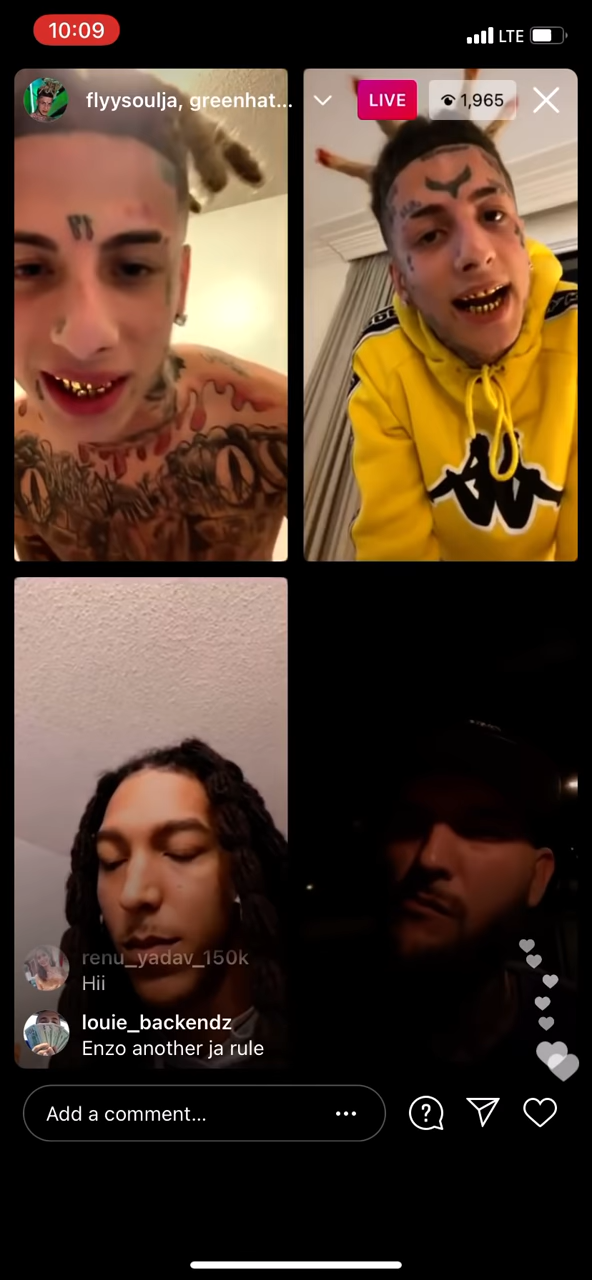 10:09
LTE
flyysoulja, greenhat...
LIVE
1,965
renu_yadav_150k
Hii
louie_backendz
Enzo another ja rule
Add a comment...